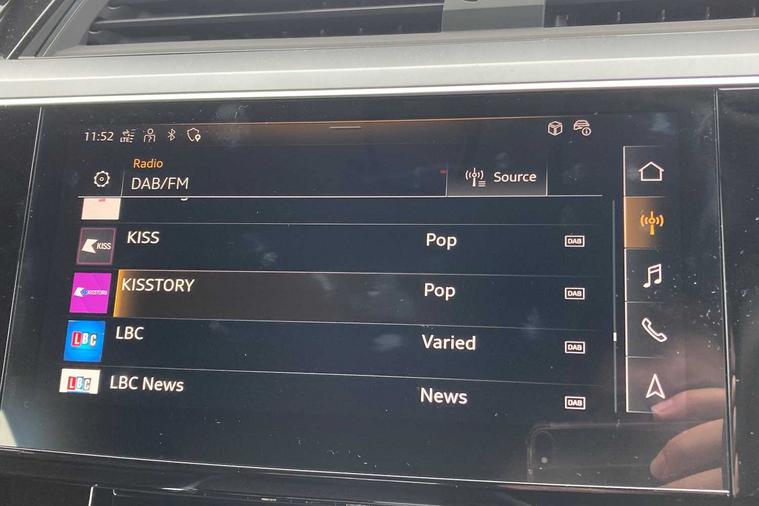 11:52 LTE
Radio
DAB/FM
Source
KISS KISS Pop DAB
KISSTORY KISSTORY Pop DAB
LBC LBC Varied DAB
LBC LBC News News DAB